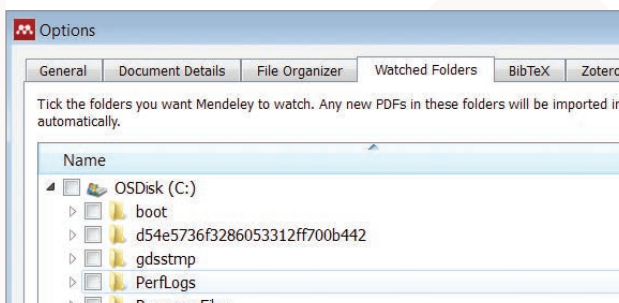 Options
General Document Details File Organizer Watched Folders BibTeX Zotero
Tick the folders you want Mendeley to watch. Any new PDFs in these folders will be imported
automatically.
Name
OSDisk (C:)
boot
d54e5736f3286053312ff700b442
gdsstmp
PerfLogs